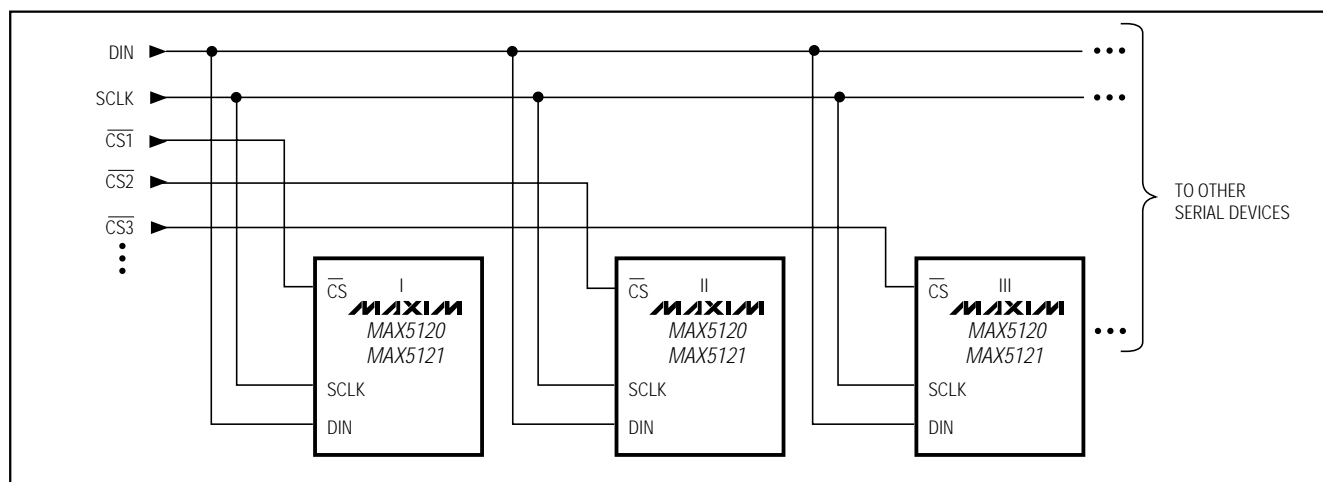 DIN
SCLK
CS1
CS2
CS3
TO OTHER
SERIAL DEVICES
CS
I
MAXIM
MAX5120
MAX5121
SCLK
DIN
CS
II
MAXIM
MAX5120
MAX5121
SCLK
DIN
CS
III
MAXIM
MAX5120
MAX5121
SCLK
DIN